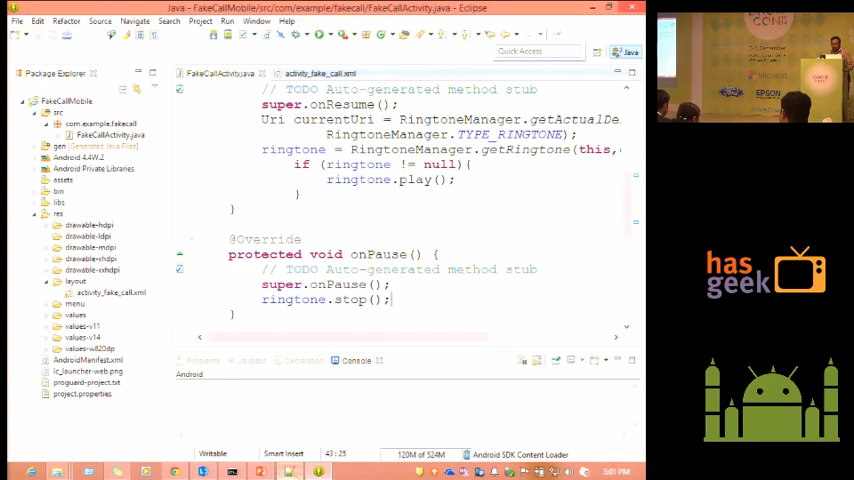 Java - FakeCallMobile/src/com/example/fakecall/FakeCallActivity.java - Eclipse
File Edit Refactor Source Navigate Search Project Run Window Help
Quick Access
Java
Package Explorer
FakeCallMobile
src
com.example.fakecall
FakeCallActivity.java
gen [Generated Java Files]
Android 4.4W.2
Android Private Libraries
assets
bin
libs
res
drawable-hdpi
drawable-ldpi
drawable-mdpi
drawable-xhdpi
drawable-xxhdpi
layout
activity_fake_call.xml
menu
values
values-v11
values-v14
values-w820dp
AndroidManifest.xml
ic_launcher-web.png
proguard-project.txt
project.properties
FakeCallActivity.java
activity_fake_call.xml
// TODO Auto-generated method stub
super.onResume();
Uri currentUri = RingtoneManager.getActualDe
RingtoneManager.TYPE_RINGTONE);
ringtone = RingtoneManager.getRingtone(this,
if (ringtone != null){
ringtone.play();
}
}
@Override
protected void onPause() {
// TODO Auto-generated method stub
super.onPause();
ringtone.stop();
}
Problems Javadoc Declaration Console
Android
Writable
Smart Insert
43 : 25
120M of 524M
Android SDK Content Loader
3:01 PM
EPSON
has
geek